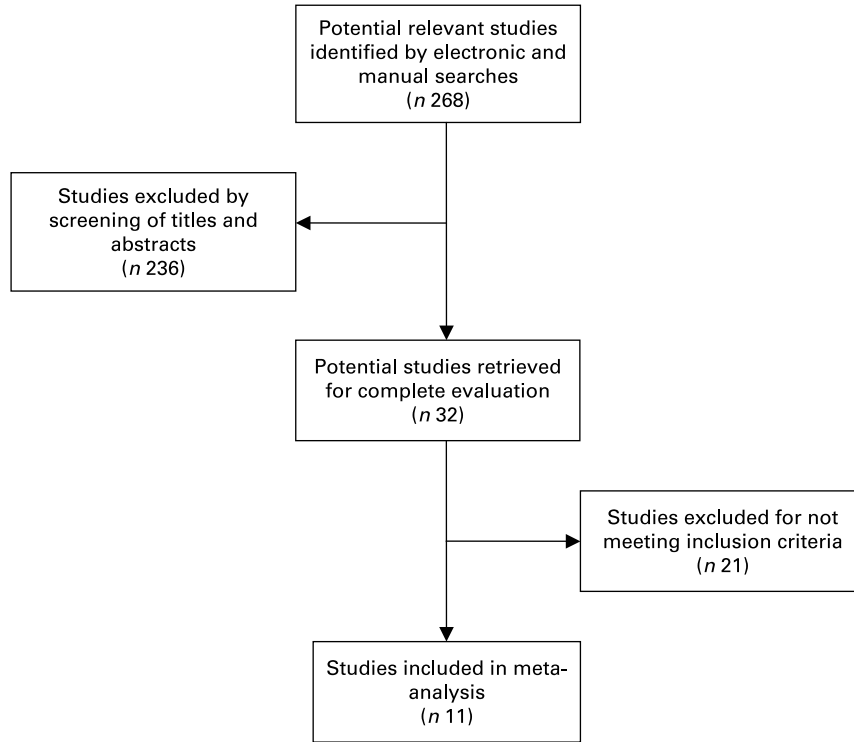 Potential relevant studies
identified by electronic and
manual searches
(n 268)
Studies excluded by
screening of titles and
abstracts
(n 236)
Potential studies retrieved
for complete evaluation
(n 32)
Studies excluded for not
meeting inclusion criteria
(n 21)
Studies included in meta-
analysis
(n 11)